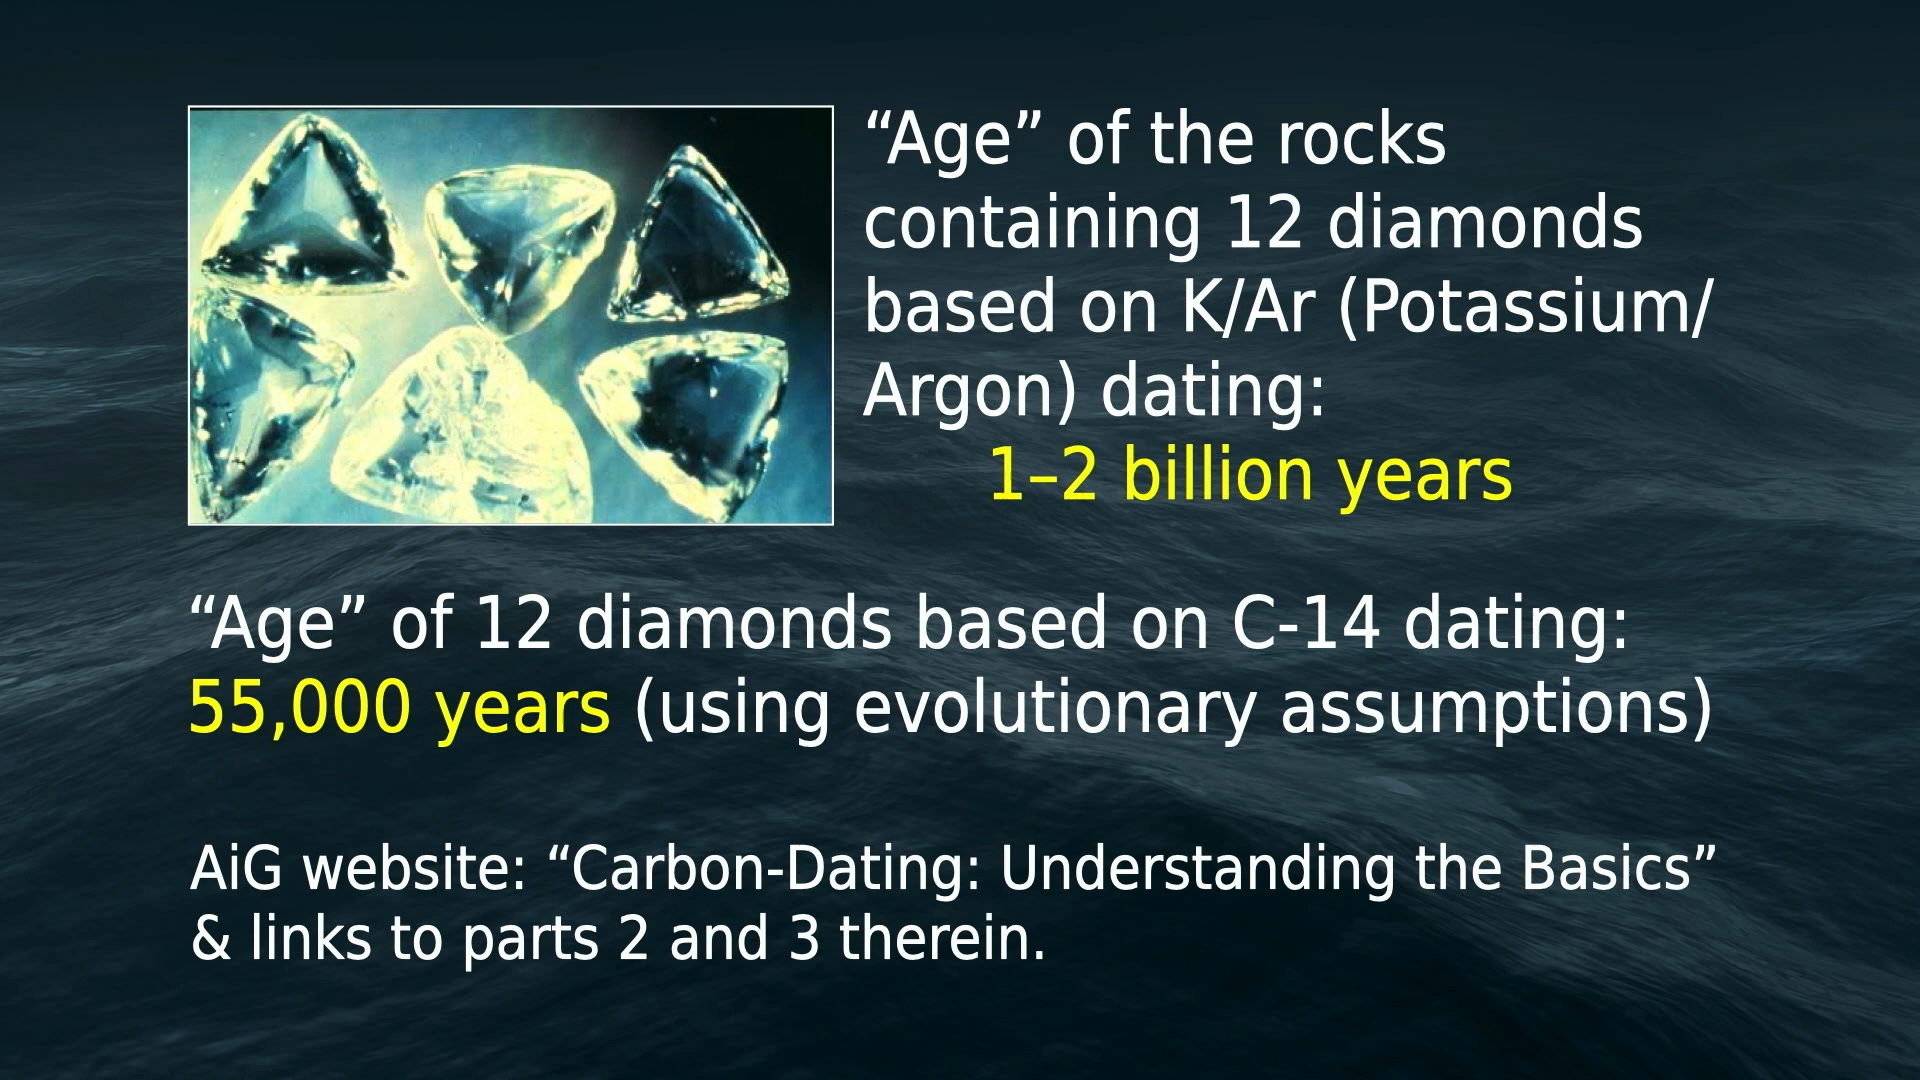 “Age” of the rocks
containing 12 diamonds
based on K/Ar (Potassium/
Argon) dating:
1–2 billion years
“Age” of 12 diamonds based on C-14 dating:
55,000 years (using evolutionary assumptions)
AiG website: “Carbon-Dating: Understanding the Basics”
& links to parts 2 and 3 therein.